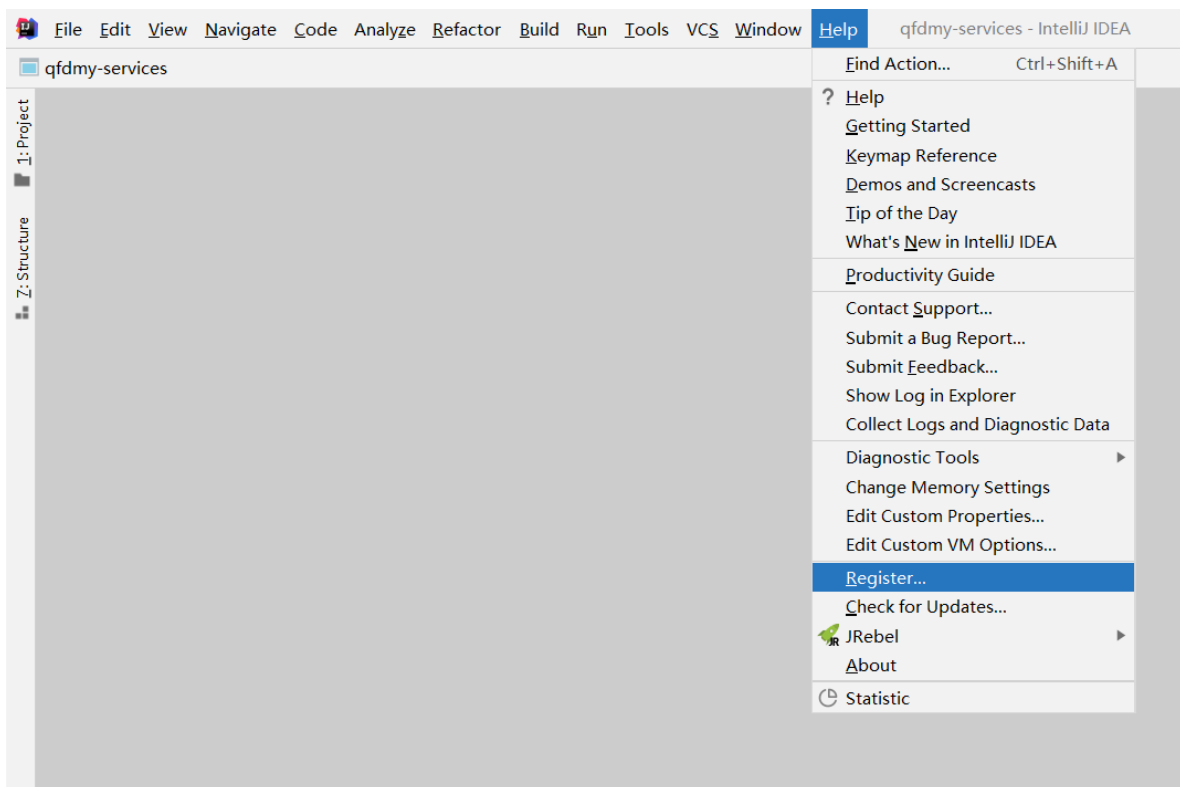 File Edit View Navigate Code Analyze Refactor Build Run Tools VCS Window Help qfdmy-services - IntelliJ IDEA
qfdmy-services
1: Project
7: Structure
Find Action... Ctrl+Shift+A
? Help
Getting Started
Keymap Reference
Demos and Screencasts
Tip of the Day
What's New in IntelliJ IDEA
Productivity Guide
Contact Support...
Submit a Bug Report...
Submit Feedback...
Show Log in Explorer
Collect Logs and Diagnostic Data
Diagnostic Tools
Change Memory Settings
Edit Custom Properties...
Edit Custom VM Options...
Register...
Check for Updates...
JR JRebel
About
Statistic